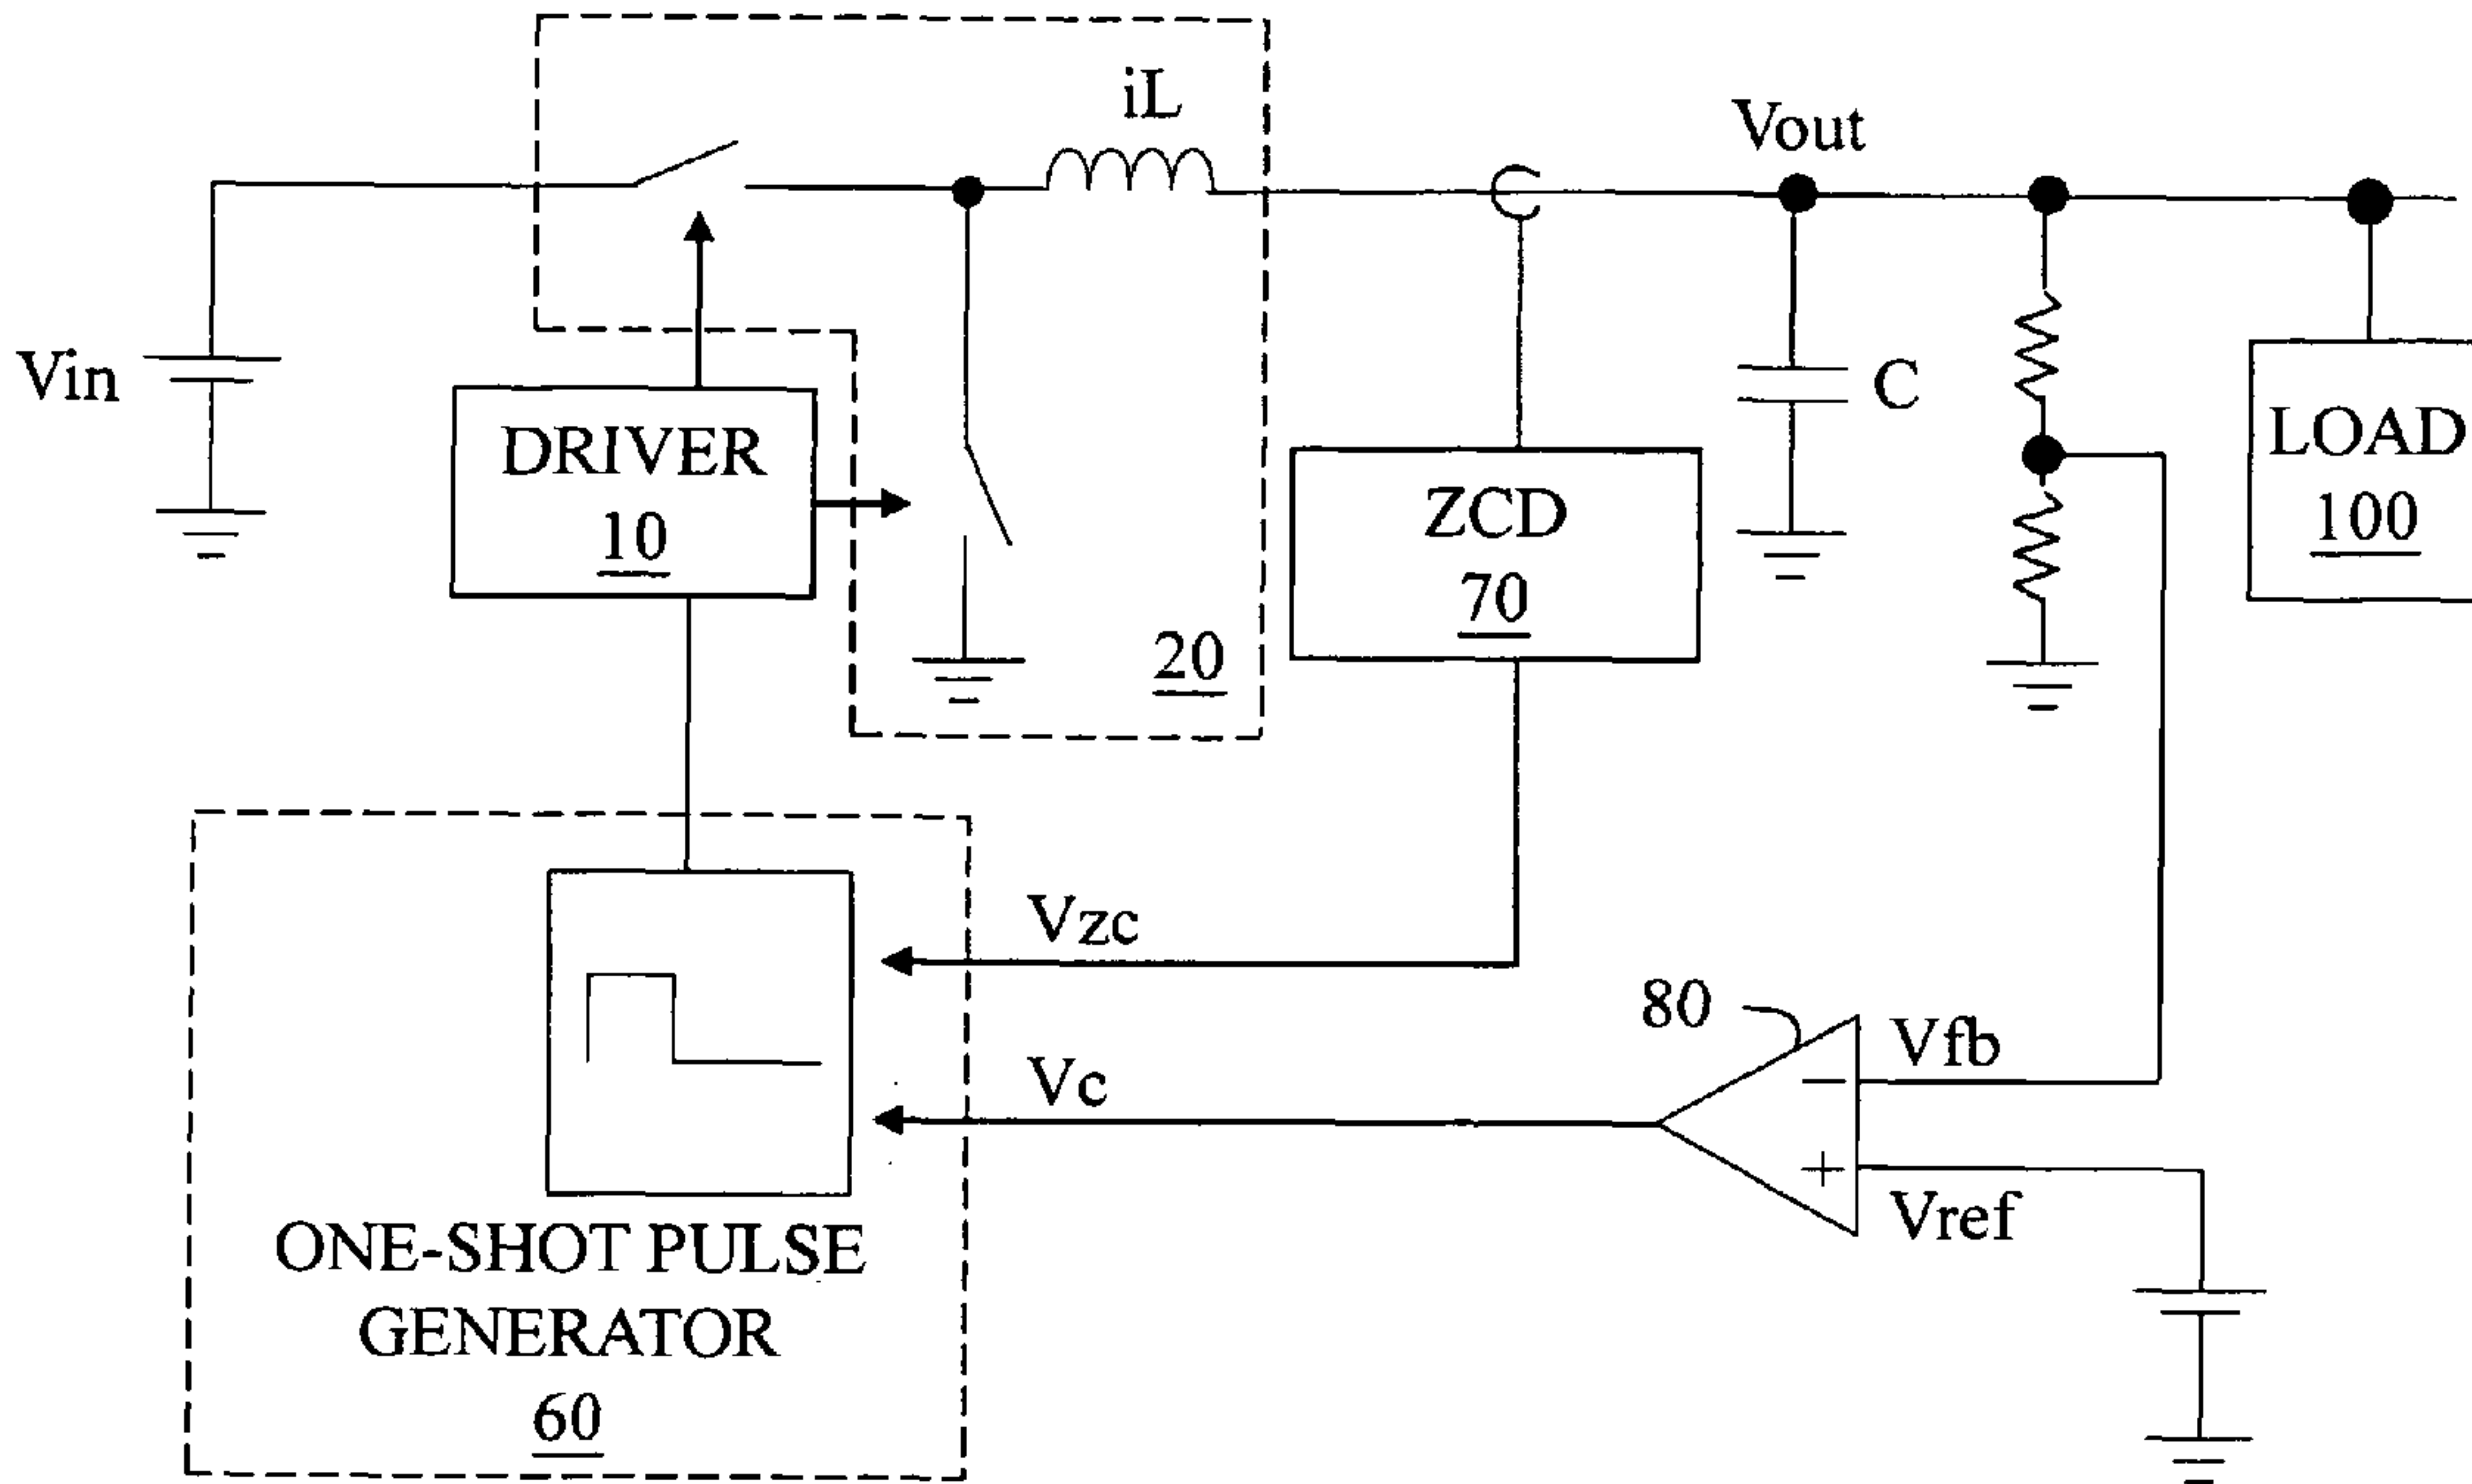 iL
Vout
Vin
DRIVER
10
C
LOAD
100
ZCD
70
20
Vzc
80
Vfb
Vc
Vref
ONE-SHOT PULSE
GENERATOR
60